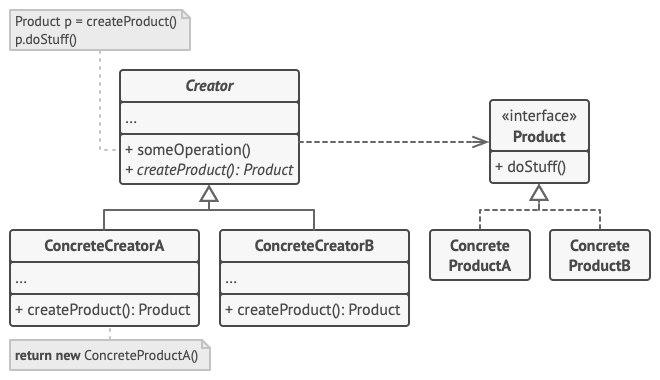 Product p = createProduct()
p.doStuff()
Creator
...
+ someOperation()
+ createProduct(): Product
«interface»
Product
+ doStuff()
ConcreteCreatorA
...
+ createProduct(): Product
ConcreteCreatorB
...
+ createProduct(): Product
Concrete
ProductA
Concrete
ProductB
return new ConcreteProductA()